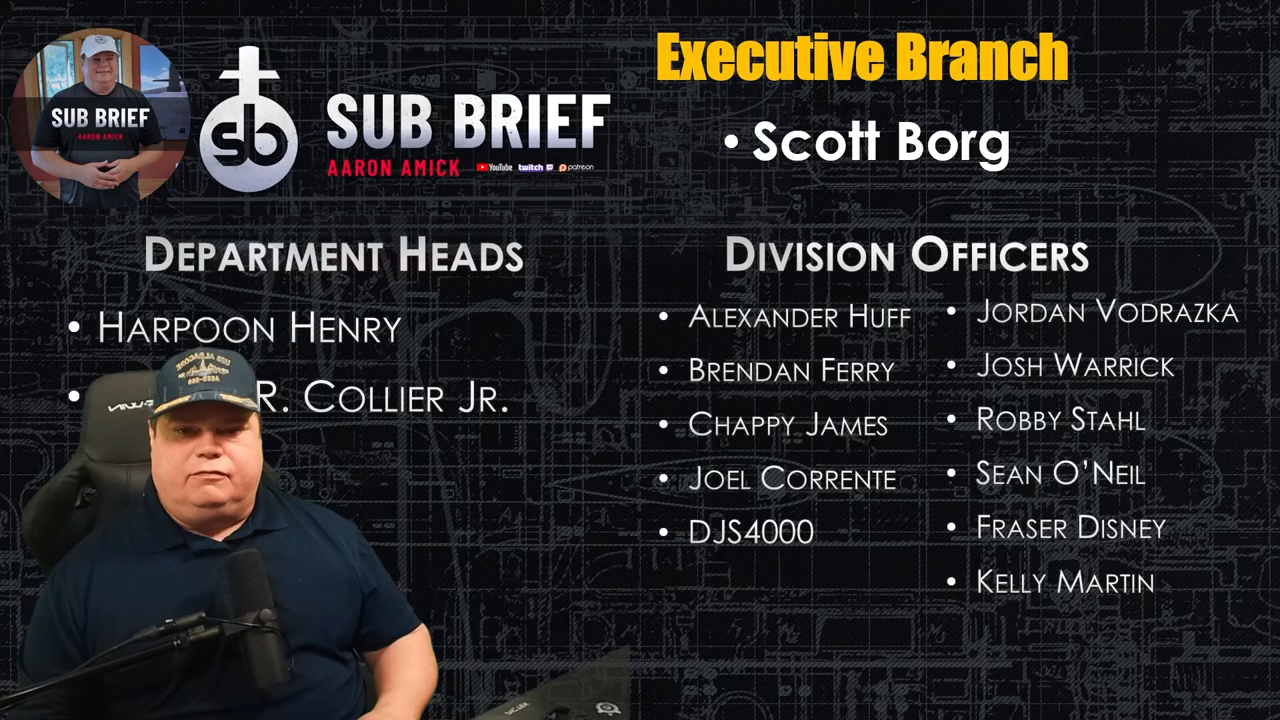 SUB BRIEF
AARON AMICK
sb
SUB BRIEF
AARON AMICK YouTube twitch patreon
Executive Branch
• Scott Borg
Department Heads
• Harpoon Henry
• R. Collier Jr.
Division Officers
• Alexander Huff
• Brendan Ferry
• Chappy James
• Joel Corrente
• DJS4000
• Jordan Vodrazka
• Josh Warrick
• Robby Stahl
• Sean O'Neil
• Fraser Disney
• Kelly Martin